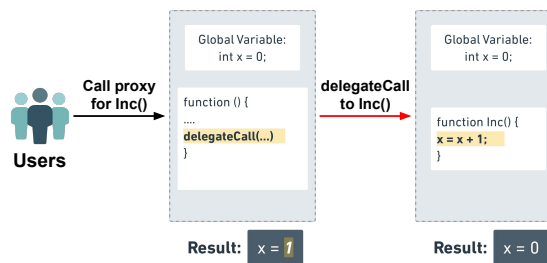 Global Variable:
int x = 0;
Global Variable:
int x = 0;
Call proxy
for Inc()
delegateCall
to Inc()
function () {
....
delegateCall(...)
}
function Inc() {
x = x + 1;
}
Users
Result: x = 1
Result: x = 0